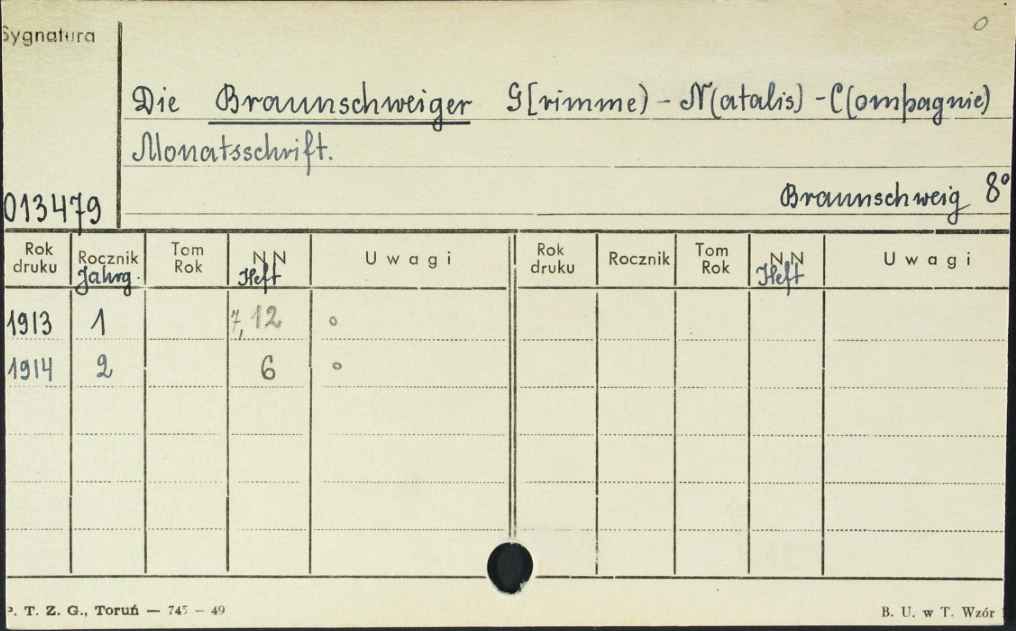 Sygnatura
Die Braunschweiger G[rimme) - N(atalis) - C(ompagnie)
Monatsschrift.
Braunschweig 8°
013479
Rok druku Rocznik Jahrg. Tom Rok NN Heft Uwagi Rok druku Rocznik Tom Rok NN Heft Uwagi
1913 1 7, 12 o
1914 2 6 o
P. T. Z. G., Toruń — 745 — 49 B. U. w T. Wzór